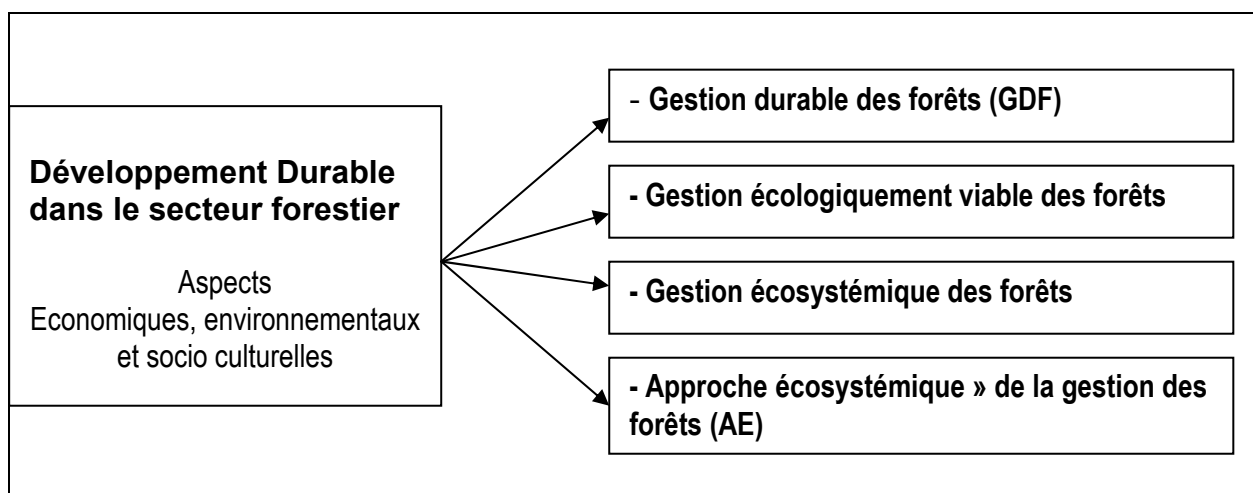 Développement Durable
dans le secteur forestier
Aspects
Economiques, environnementaux
et socio culturelles
- Gestion durable des forêts (GDF)
- Gestion écologiquement viable des forêts
- Gestion écosystémique des forêts
- Approche écosystémique » de la gestion des
forêts (AE)